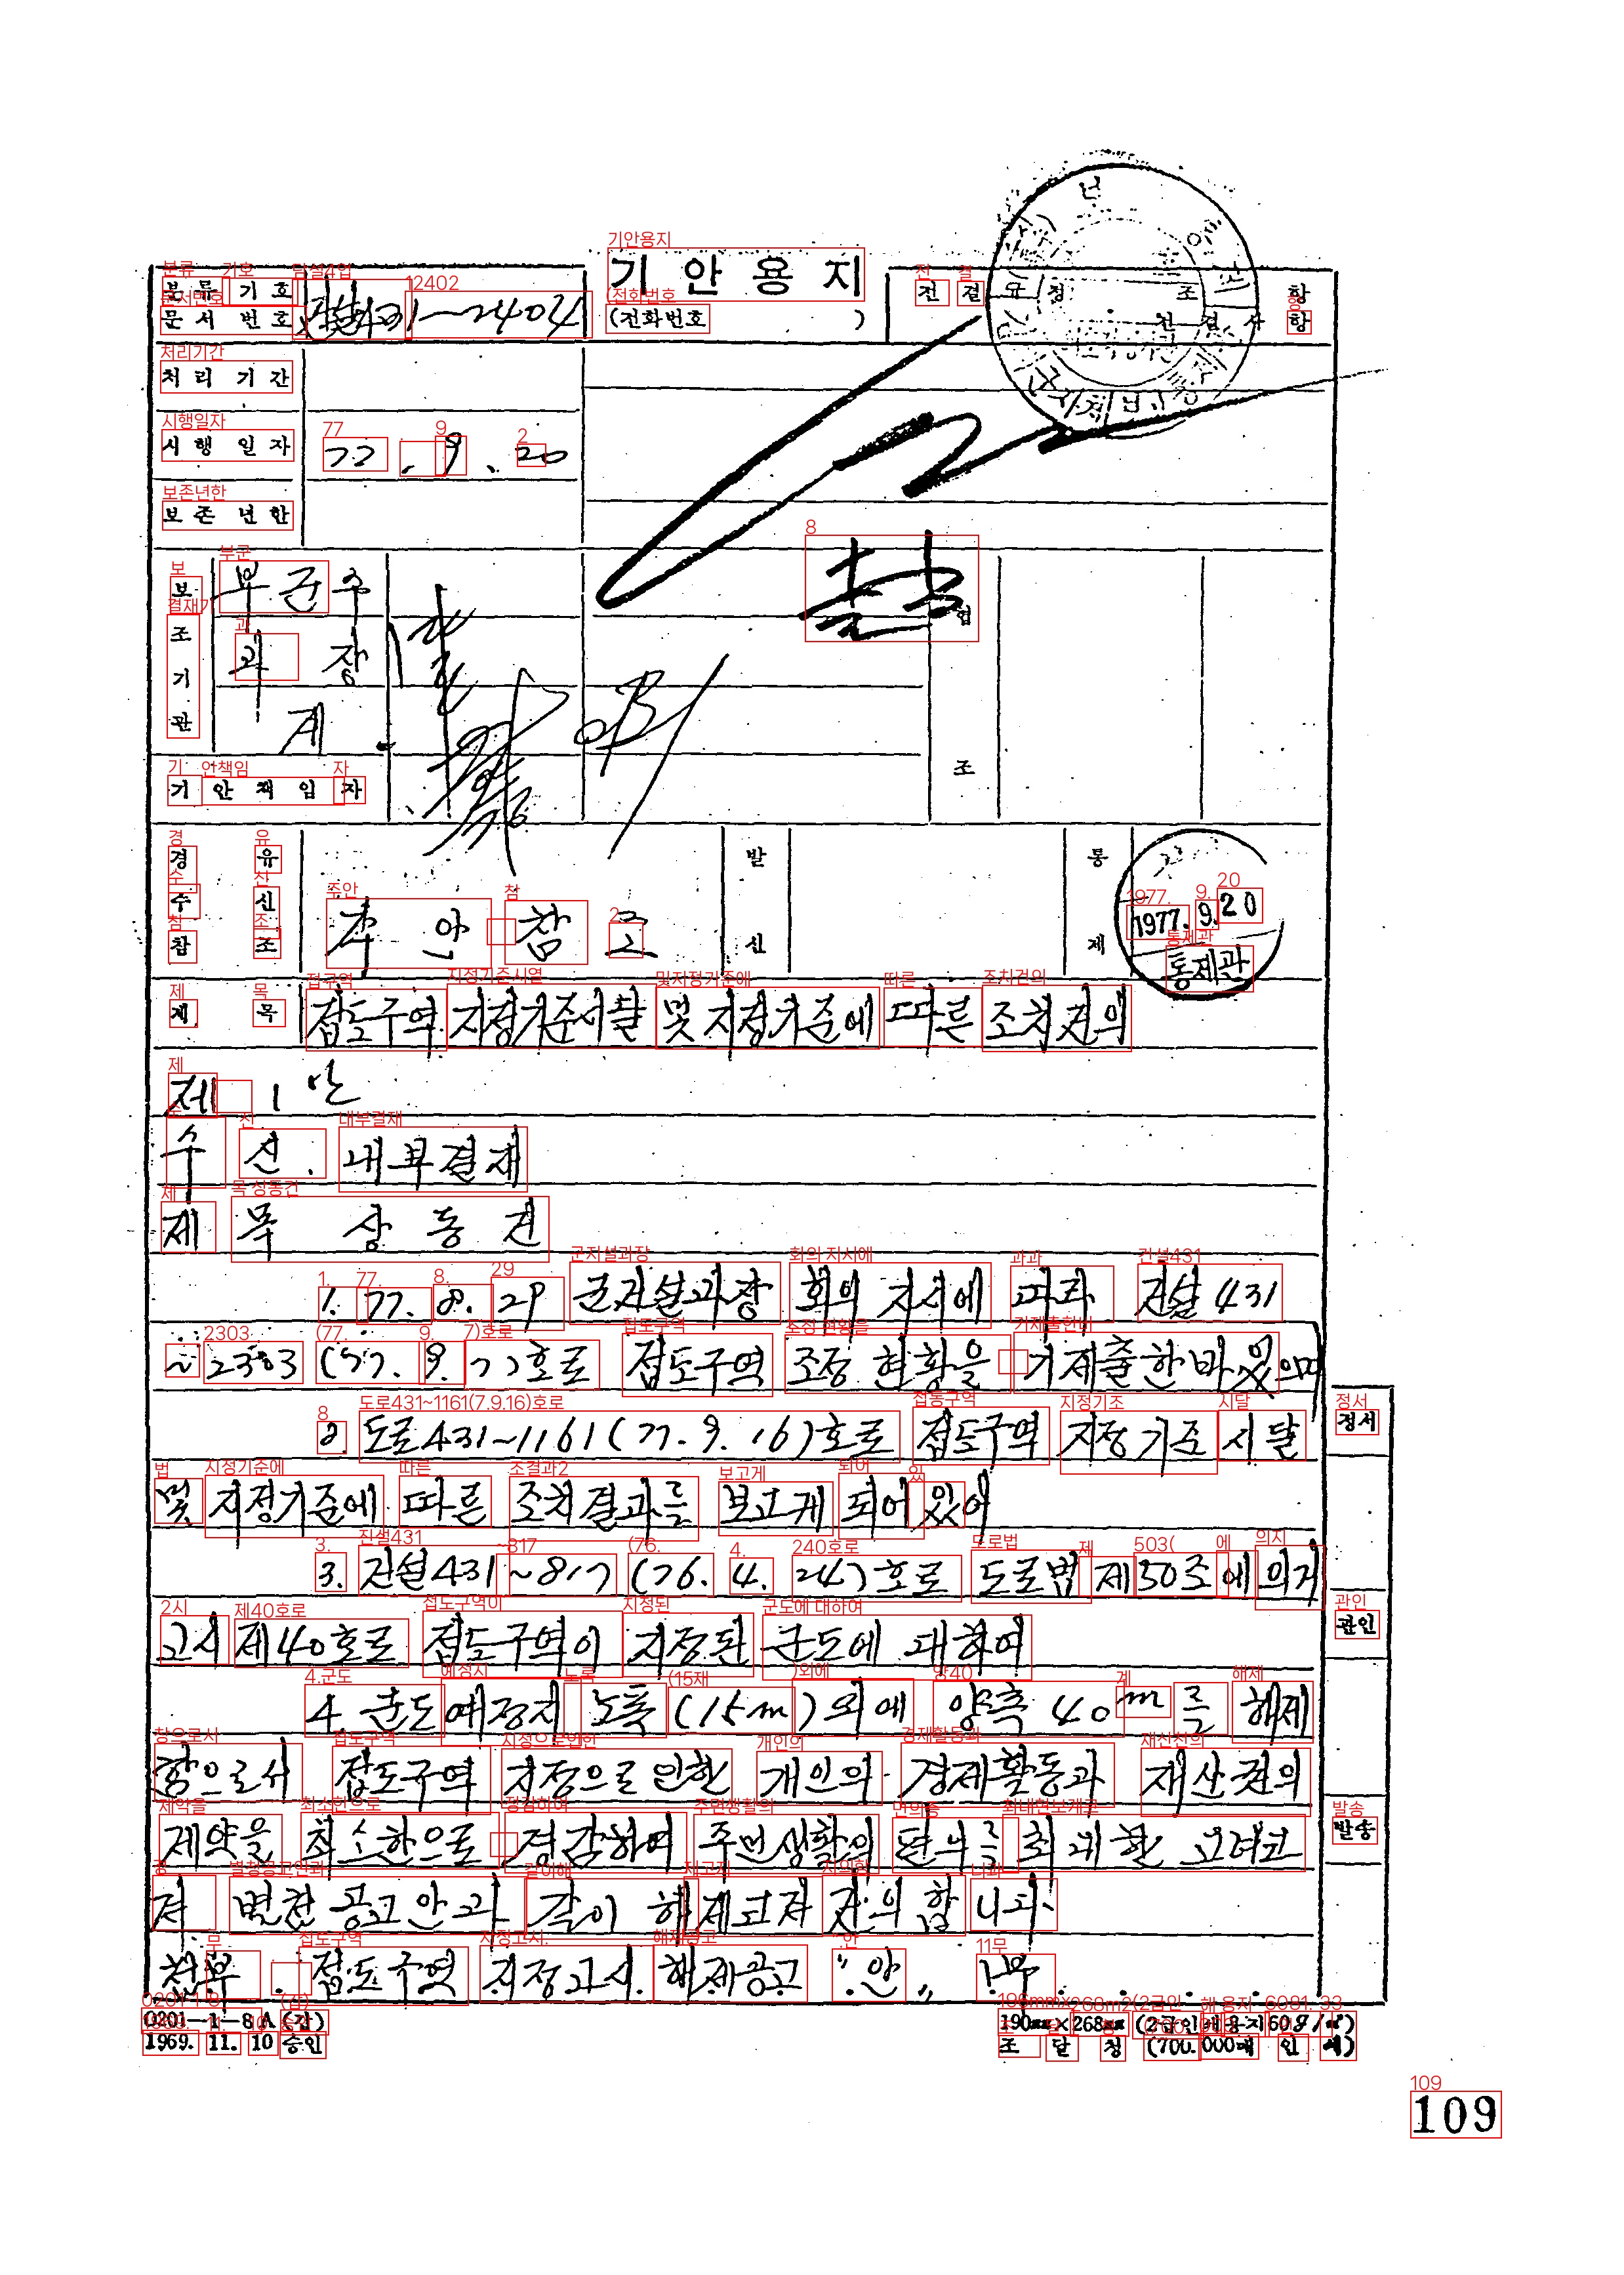 기안용지
분류기호
문서번호 건설431~2404
(전화번호 )
전결 규정 조 항
전결사항
처리기간
시행일자 77.9.20
보존년한
보조기관
부군수
과장
계
협조
기안책임자
경유
수신
참조
수안 참고
발신
통제
1977. 9. 20
통제관
제목 접도구역 지정기준시달 및 지정기준에 따른 조치건의
제 1 안
수신. 내부결재
제목 상동건
1. 77. 8. 29 군건설과장 회의 지시에 따라 건설431
~2303 (77. 9. 7)호로 접도구역 조정 현황을 기제출한바 있으며
2. 도로431~1161(77. 9. 16)호로 접도구역 지정기준 시달
및 지정기준에 따른 조치결과를 보고케 되어 있어
3. 건설431~817 (76. 4. 24)호로 도로법 제50조에 의거
고시 제40호로 접도구역이 지정된 군도에 대하여
4. 군도 예정지 노폭 (15m)외에 양측 40m를 해제
함으로서 접도구역 지정으로 인한 개인의 경제활동과 재산권의
제약을 최소한으로 경감하여 주민생활의 편의를 최대한 고려코
져 별첨 공고안과 같이 해제코저 건의합니다.
첨부. 접도구역 지정고시. 해제공고 "안" 1부.
정서
관인
발송
0201-1-8A (갑)
1969. 11. 10 승인
190mm×268mm (2급인쇄용지60g/㎡)
조달청 (700,000매 인쇄)
109